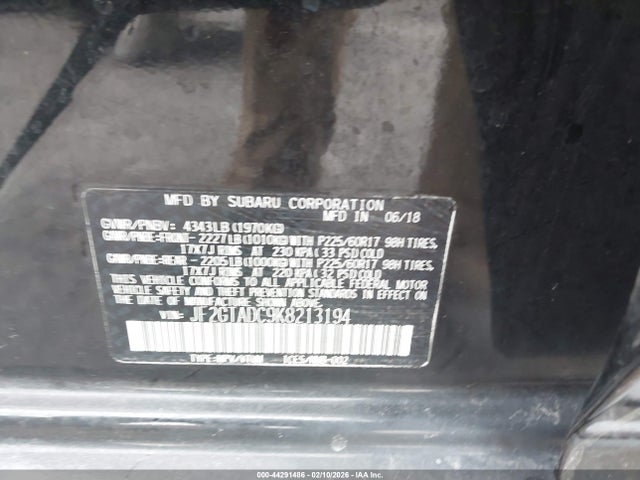 MFD BY SUBARU CORPORATION
MFD IN 06/18
GVWR/PNBV: 4343LB (1970KG)
GAWR/PNBE-FRONT- 2227LB(1010KG)WITH P225/60R17 98H TIRES,
17X7J RIMS AT 230 KPA (33 PSI) COLD
GAWR/PNBE-REAR - 2205LB(1000KG)WITH P225/60R17 98H TIRES,
17X7J RIMS AT 220 KPA (32 PSI) COLD
THIS VEHICLE CONFORMS TO ALL APPLICABLE FEDERAL MOTOR
VEHICLE SAFETY AND THEFT PREVENTION STANDARDS IN EFFECT ON
THE DATE OF MANUFACTURE SHOWN ABOVE.
VIN: JF2GTADC9K8213194
000-44291486 - 02/10/2026 - IAAI.COM